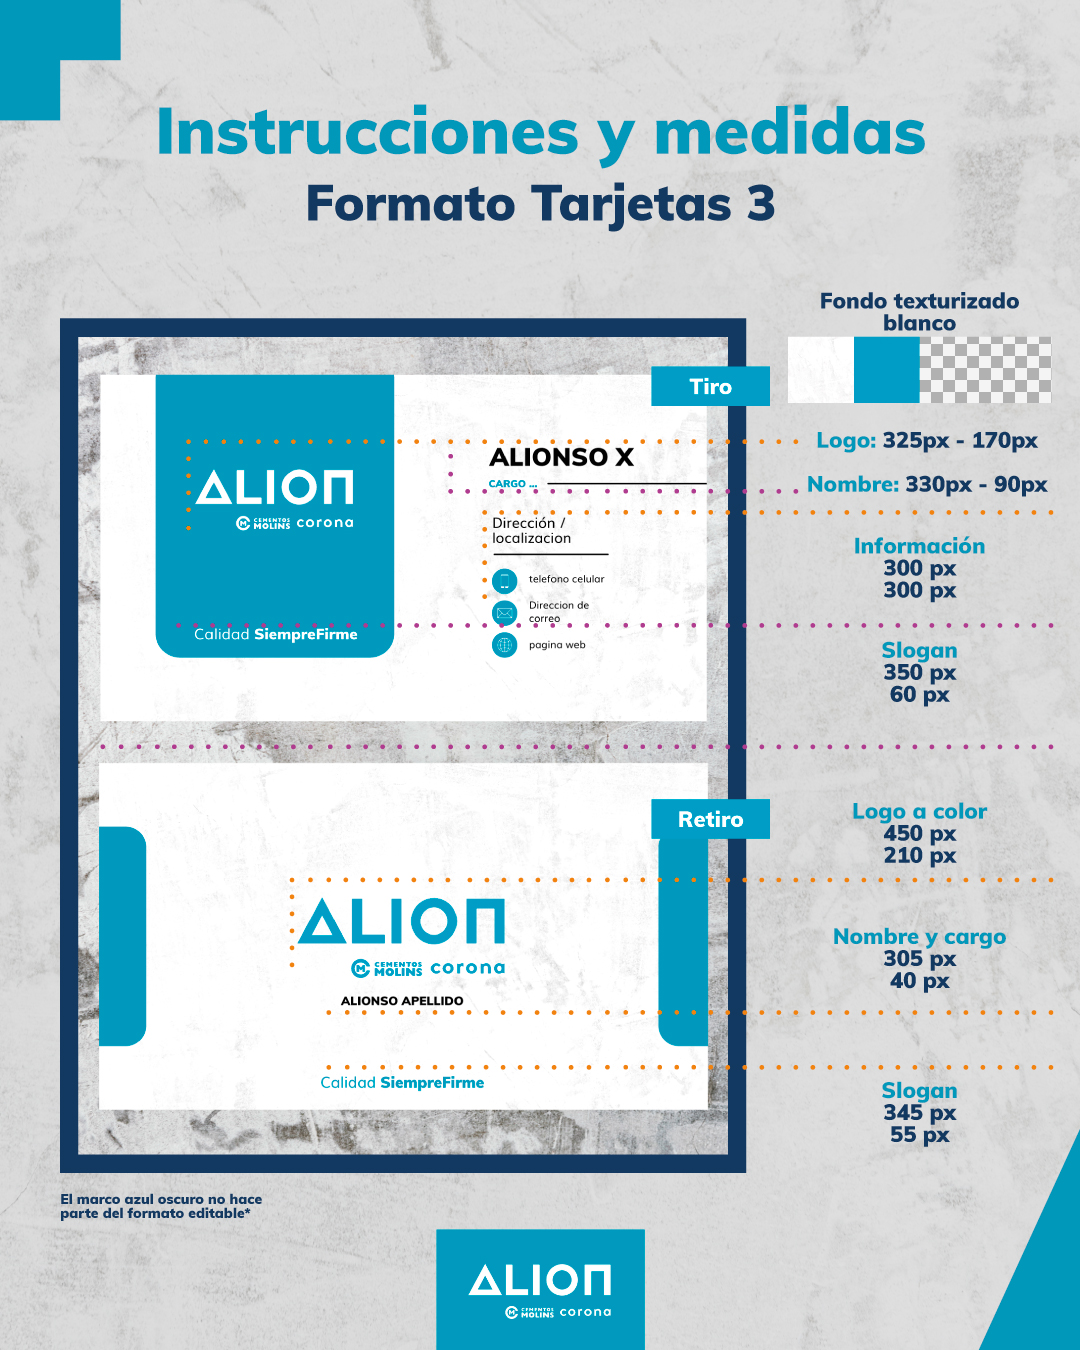 Instrucciones y medidas
Formato Tarjetas 3
Fondo texturizado
blanco
Tiro
ALION
CEMENTOS
MOLINS corona
Calidad SiempreFirme
ALIONSO X
CARGO ...
Dirección /
localizacion
telefono celular
Direccion de
correo
pagina web
Logo: 325px - 170px
Nombre: 330px - 90px
Información
300 px
300 px
Slogan
350 px
60 px
Retiro
ALION
CEMENTOS
MOLINS corona
ALIONSO APELLIDO
Calidad SiempreFirme
Logo a color
450 px
210 px
Nombre y cargo
305 px
40 px
Slogan
345 px
55 px
El marco azul oscuro no hace
parte del formato editable*
ALION
CEMENTOS
MOLINS corona